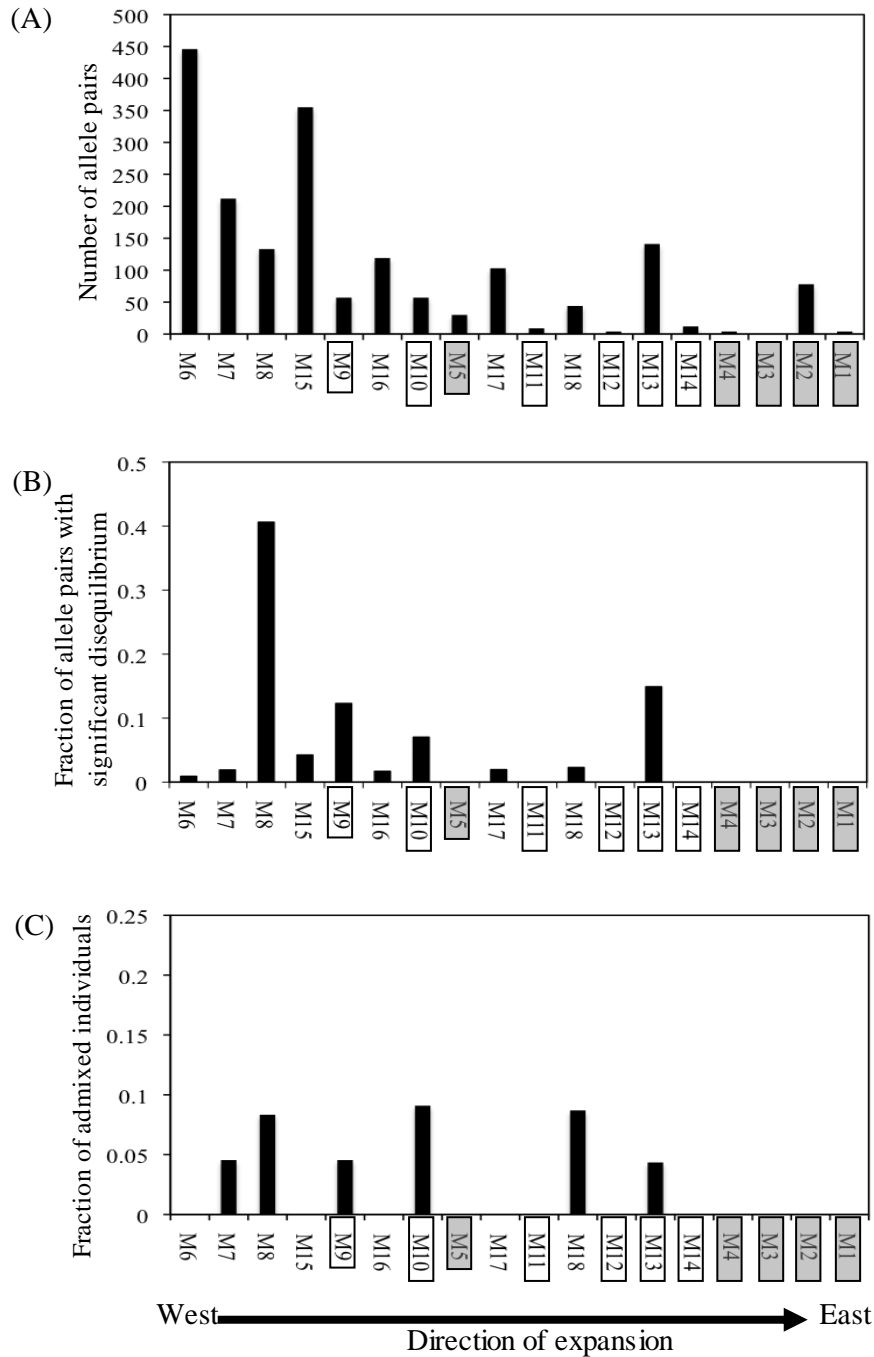 (A)
Number of allele pairs
500
450
400
350
300
250
200
150
100
50
0
M6 M7 M8 M15 M9 M16 M10 M5 M17 M11 M18 M12 M13 M14 M4 M3 M2 M1
(B)
Fraction of allele pairs with
significant disequilibrium
0.5
0.4
0.3
0.2
0.1
0
M6 M7 M8 M15 M9 M16 M10 M5 M17 M11 M18 M12 M13 M14 M4 M3 M2 M1
(C)
Fraction of admixed individuals
0.25
0.2
0.15
0.1
0.05
0
M6 M7 M8 M15 M9 M16 M10 M5 M17 M11 M18 M12 M13 M14 M4 M3 M2 M1
West East
Direction of expansion